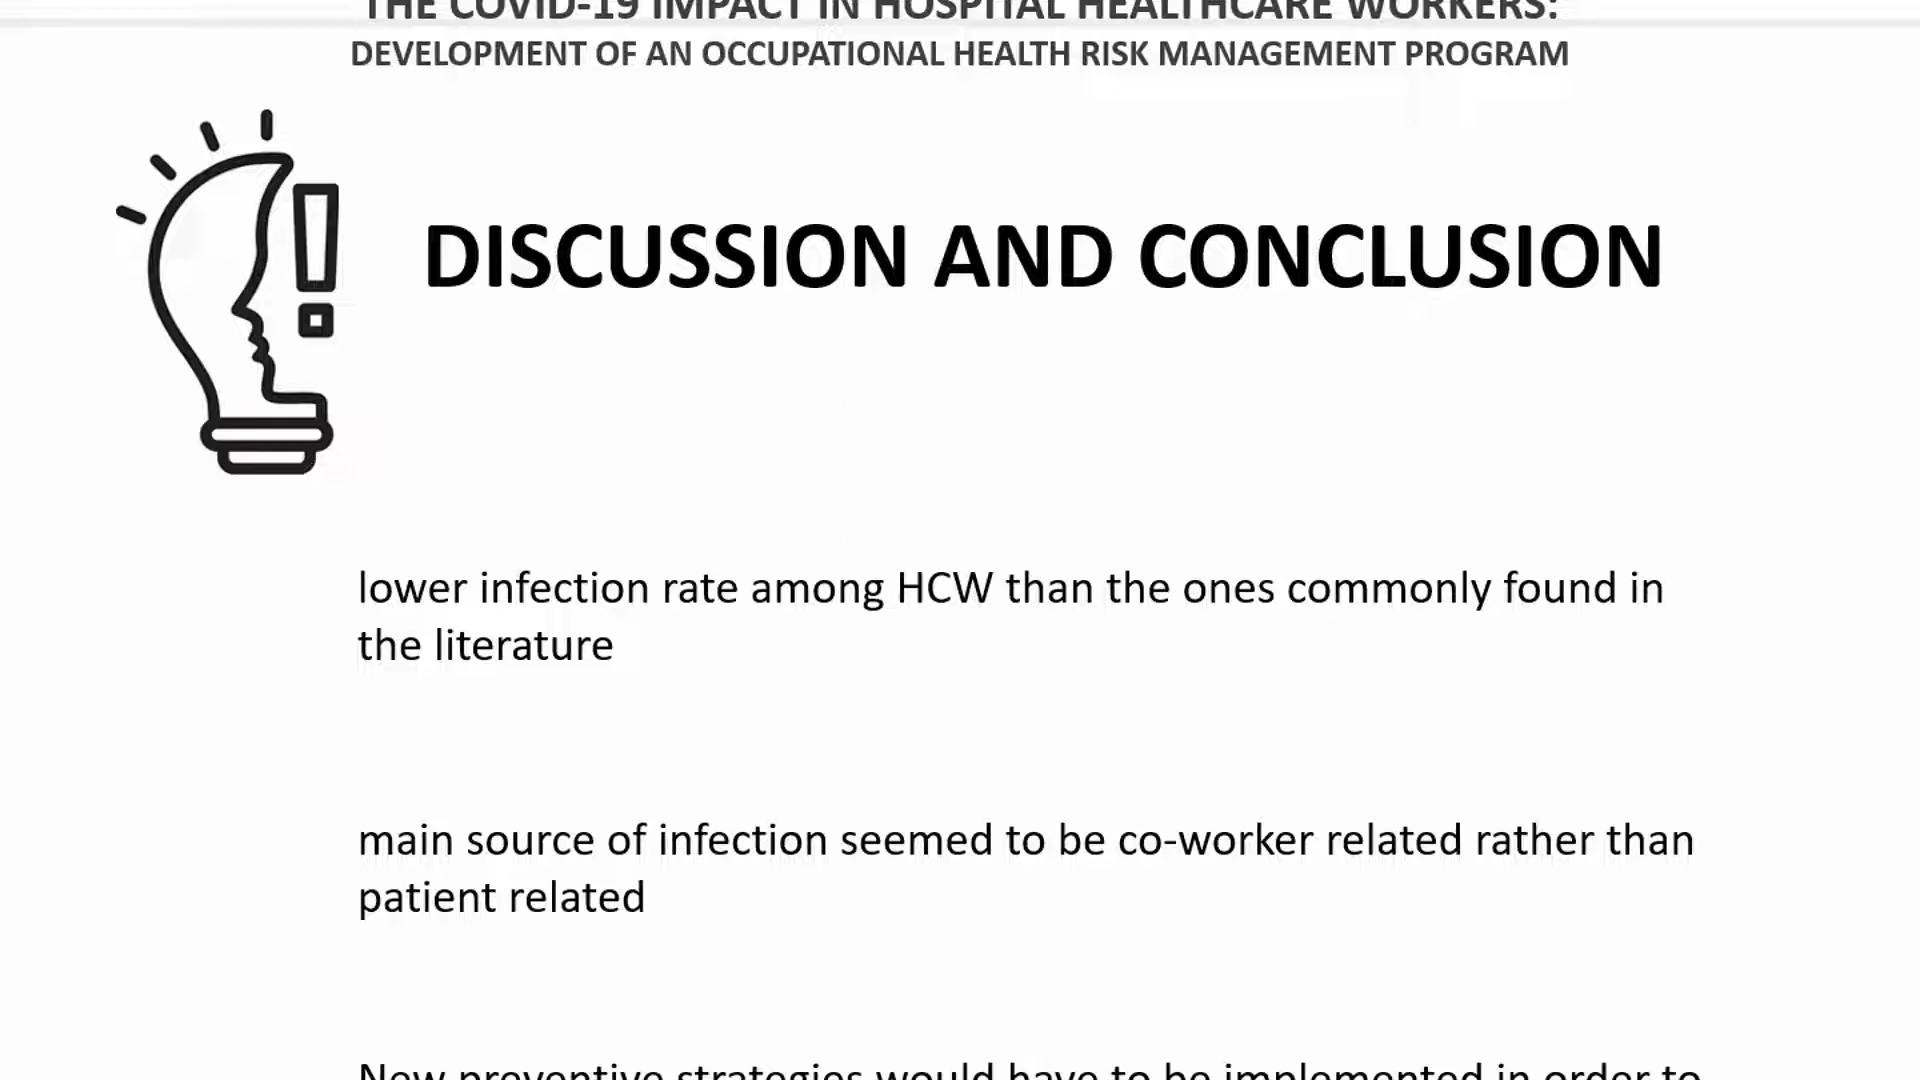 THE COVID-19 IMPACT IN HOSPITAL HEALTHCARE WORKERS:
DEVELOPMENT OF AN OCCUPATIONAL HEALTH RISK MANAGEMENT PROGRAM
DISCUSSION AND CONCLUSION
lower infection rate among HCW than the ones commonly found in
the literature
main source of infection seemed to be co-worker related rather than
patient related
New preventive strategies would have to be implemented in order to